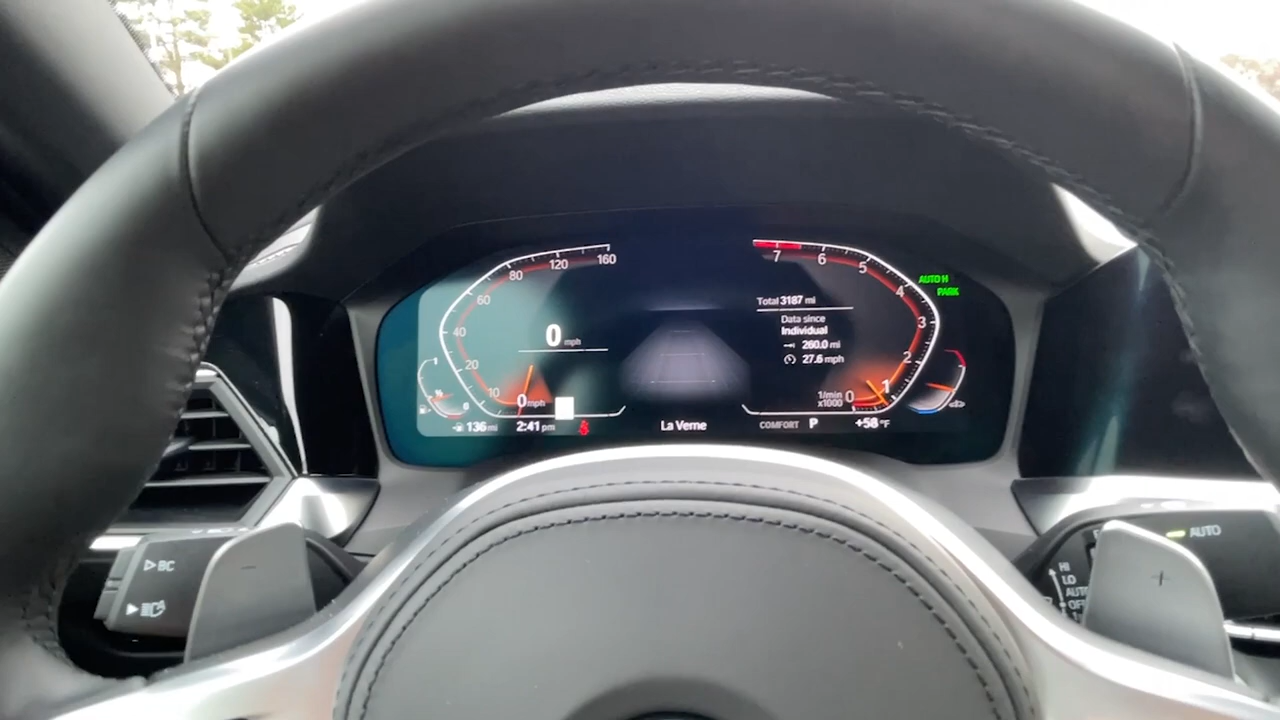 160
120
80
60
40
20
10
0 mph
0 mph
136 mi
2:41 pm
La Verne
7
6
5
4
3
2
1
0
1/min
x1000
Total 3187 mi
Data since
Individual
260.0 mi
27.6 mph
AUTO H
PARK
COMFORT P
+58 °F
BC
-
+
AUTO
HI
LO
AUTO